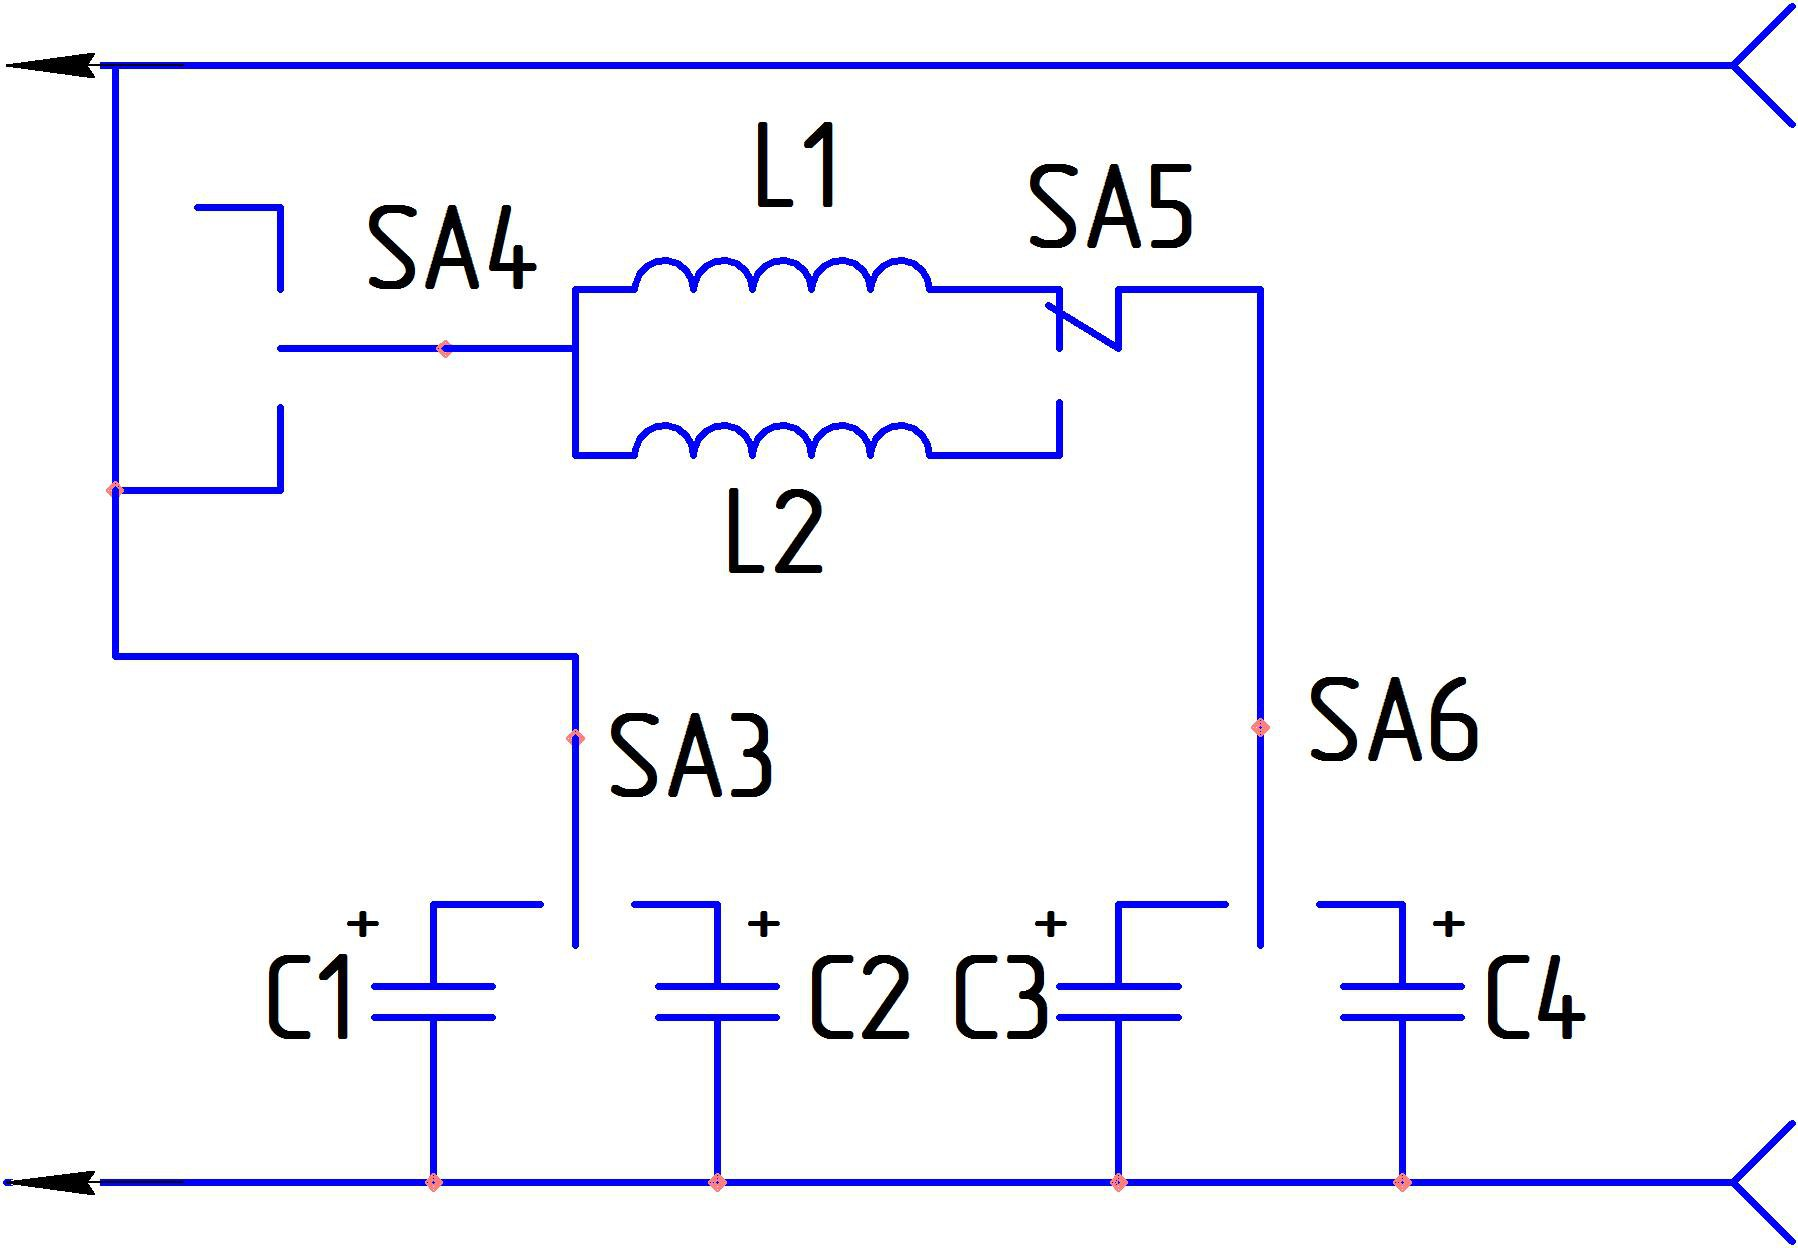 L1
SA5
SA4
L2
SA6
SA3
+ + + +
C1 C2 C3 C4